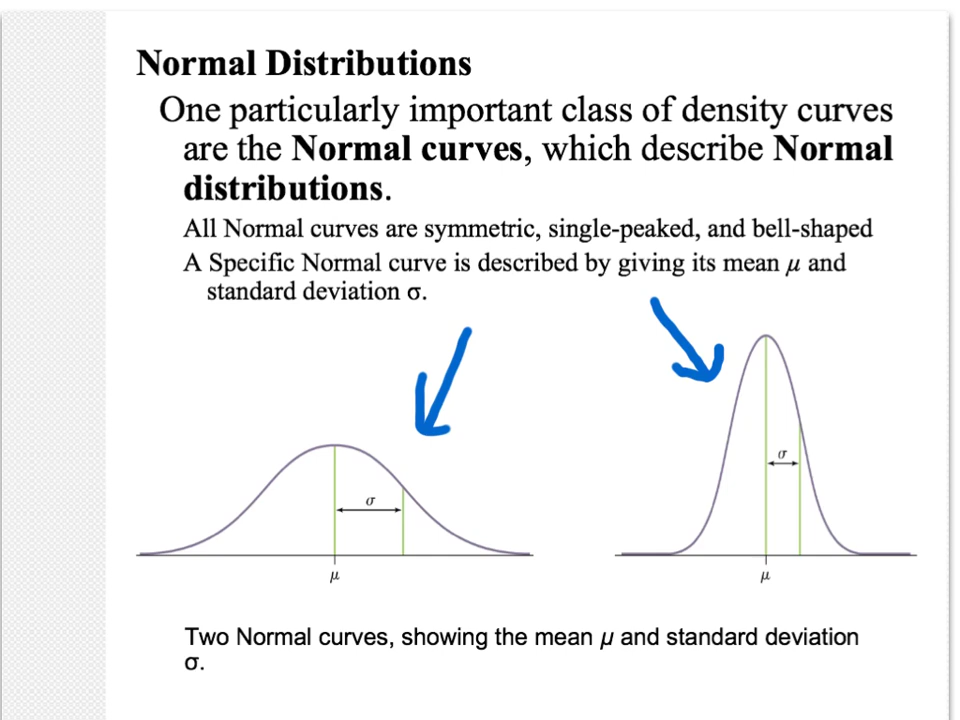 Normal Distributions
One particularly important class of density curves
are the Normal curves, which describe Normal
distributions.
All Normal curves are symmetric, single-peaked, and bell-shaped
A Specific Normal curve is described by giving its mean μ and
standard deviation σ.
σ
μ
σ
μ
Two Normal curves, showing the mean μ and standard deviation
σ.